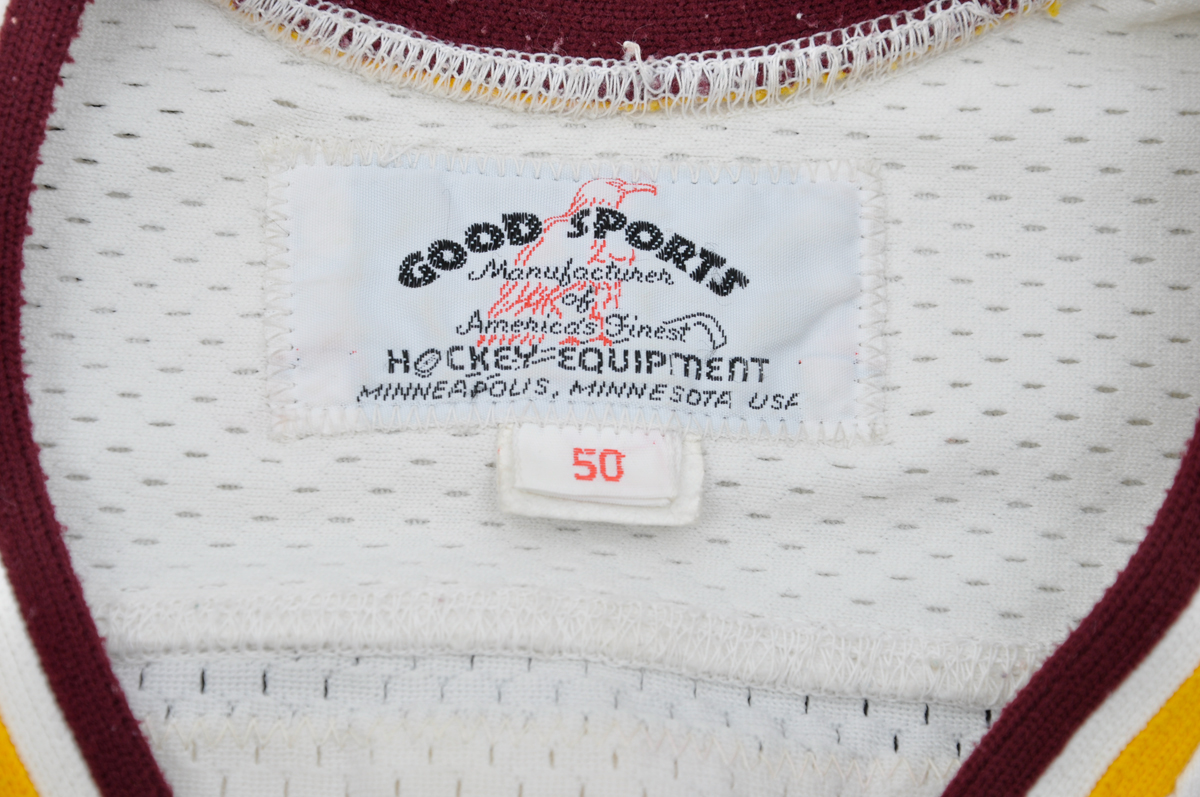 GOOD SPORTS
Manufacturer
of
America's Finest
HOCKEY EQUIPMENT
MINNEAPOLIS, MINNESOTA USA
50